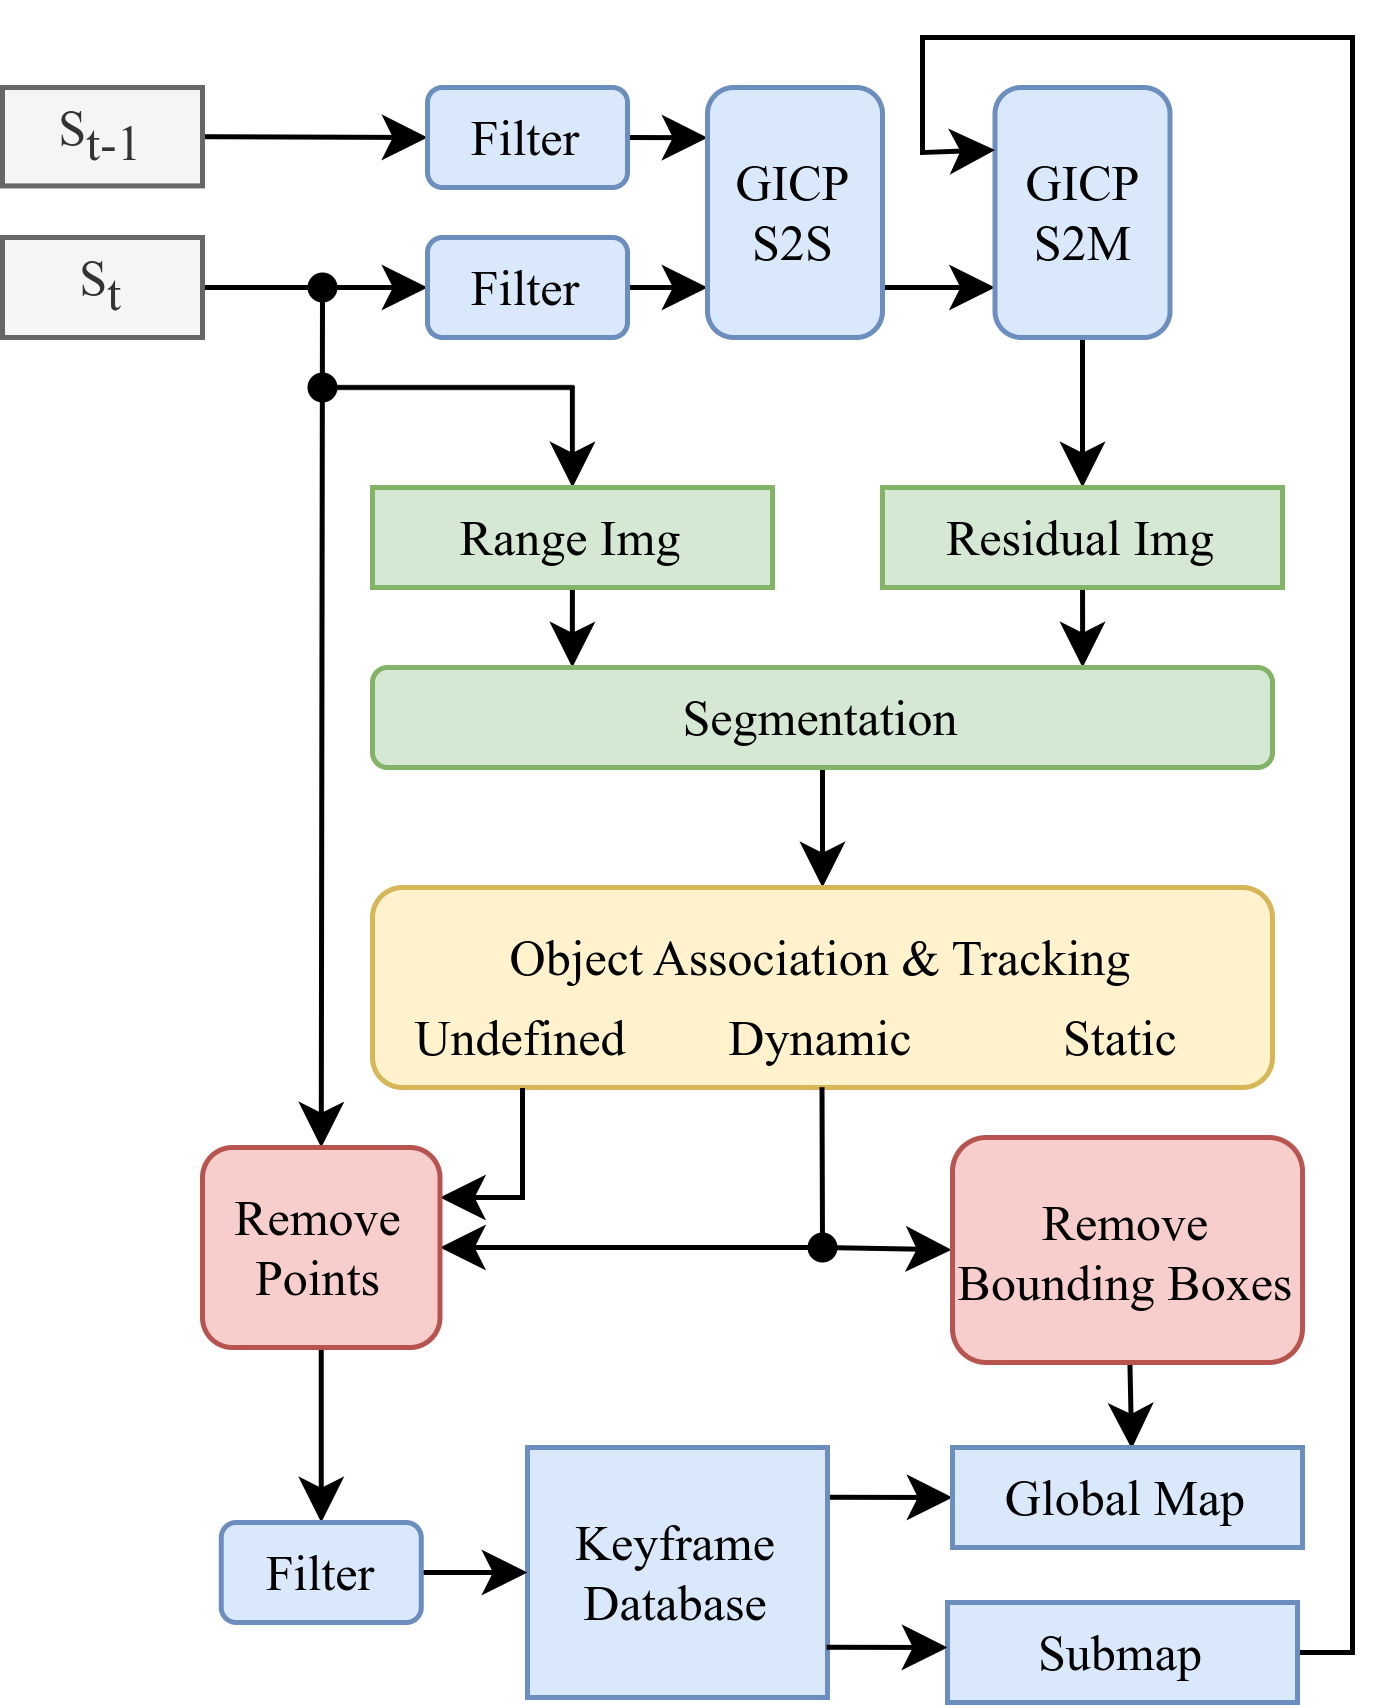 S_t-1
Filter
GICP
S2S
GICP
S2M
S_t
Filter
Range Img
Residual Img
Segmentation
Object Association & Tracking
Undefined
Dynamic
Static
Remove
Points
Remove
Bounding Boxes
Global Map
Keyframe
Database
Filter
Submap